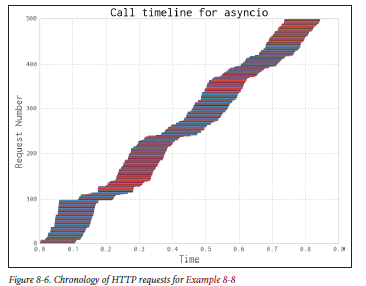 Call timeline for asyncio
500
400
300
200
100
0
Request Number
0.0 0.1 0.2 0.3 0.4 0.5 0.6 0.7 0.8 0.9
Time
Figure 8-6. Chronology of HTTP requests for Example 8-8